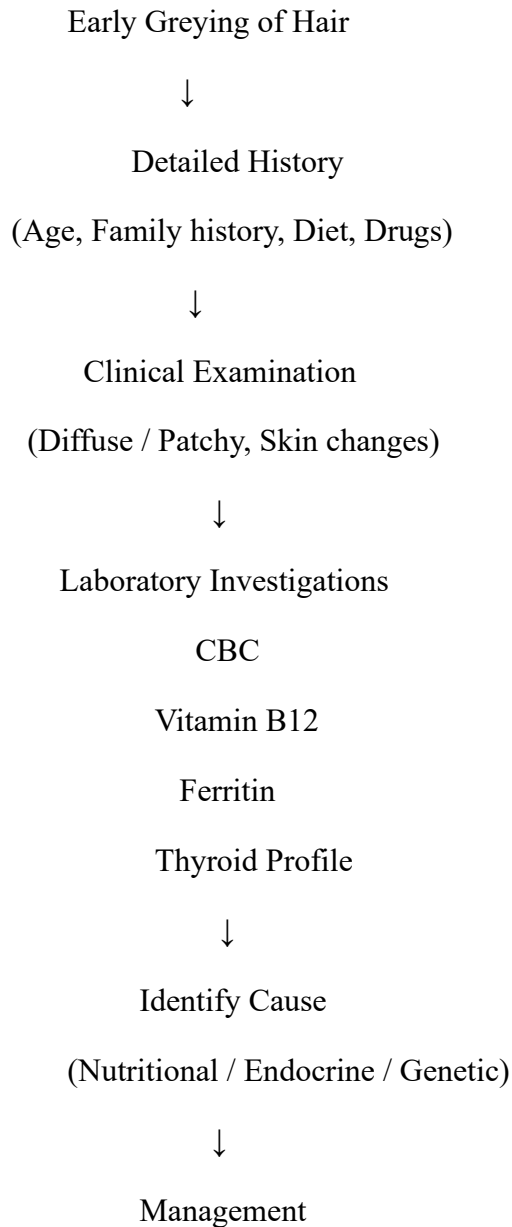 Early Greying of Hair
↓
Detailed History
(Age, Family history, Diet, Drugs)
↓
Clinical Examination
(Diffuse / Patchy, Skin changes)
↓
Laboratory Investigations
CBC
Vitamin B12
Ferritin
Thyroid Profile
↓
Identify Cause
(Nutritional / Endocrine / Genetic)
↓
Management